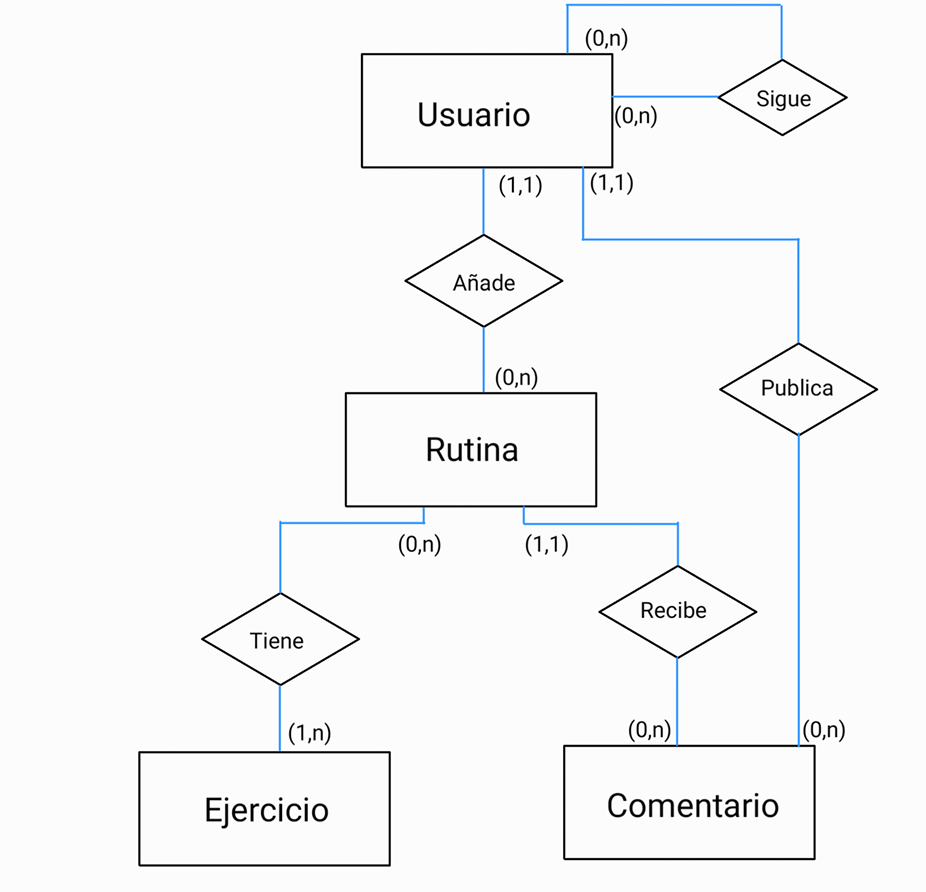 (0,n)
Usuario
Sigue
(0,n)
(1,1)
(1,1)
Añade
(0,n)
Publica
Rutina
(0,n)
(1,1)
Tiene
Recibe
(1,n)
(0,n)
(0,n)
Ejercicio
Comentario